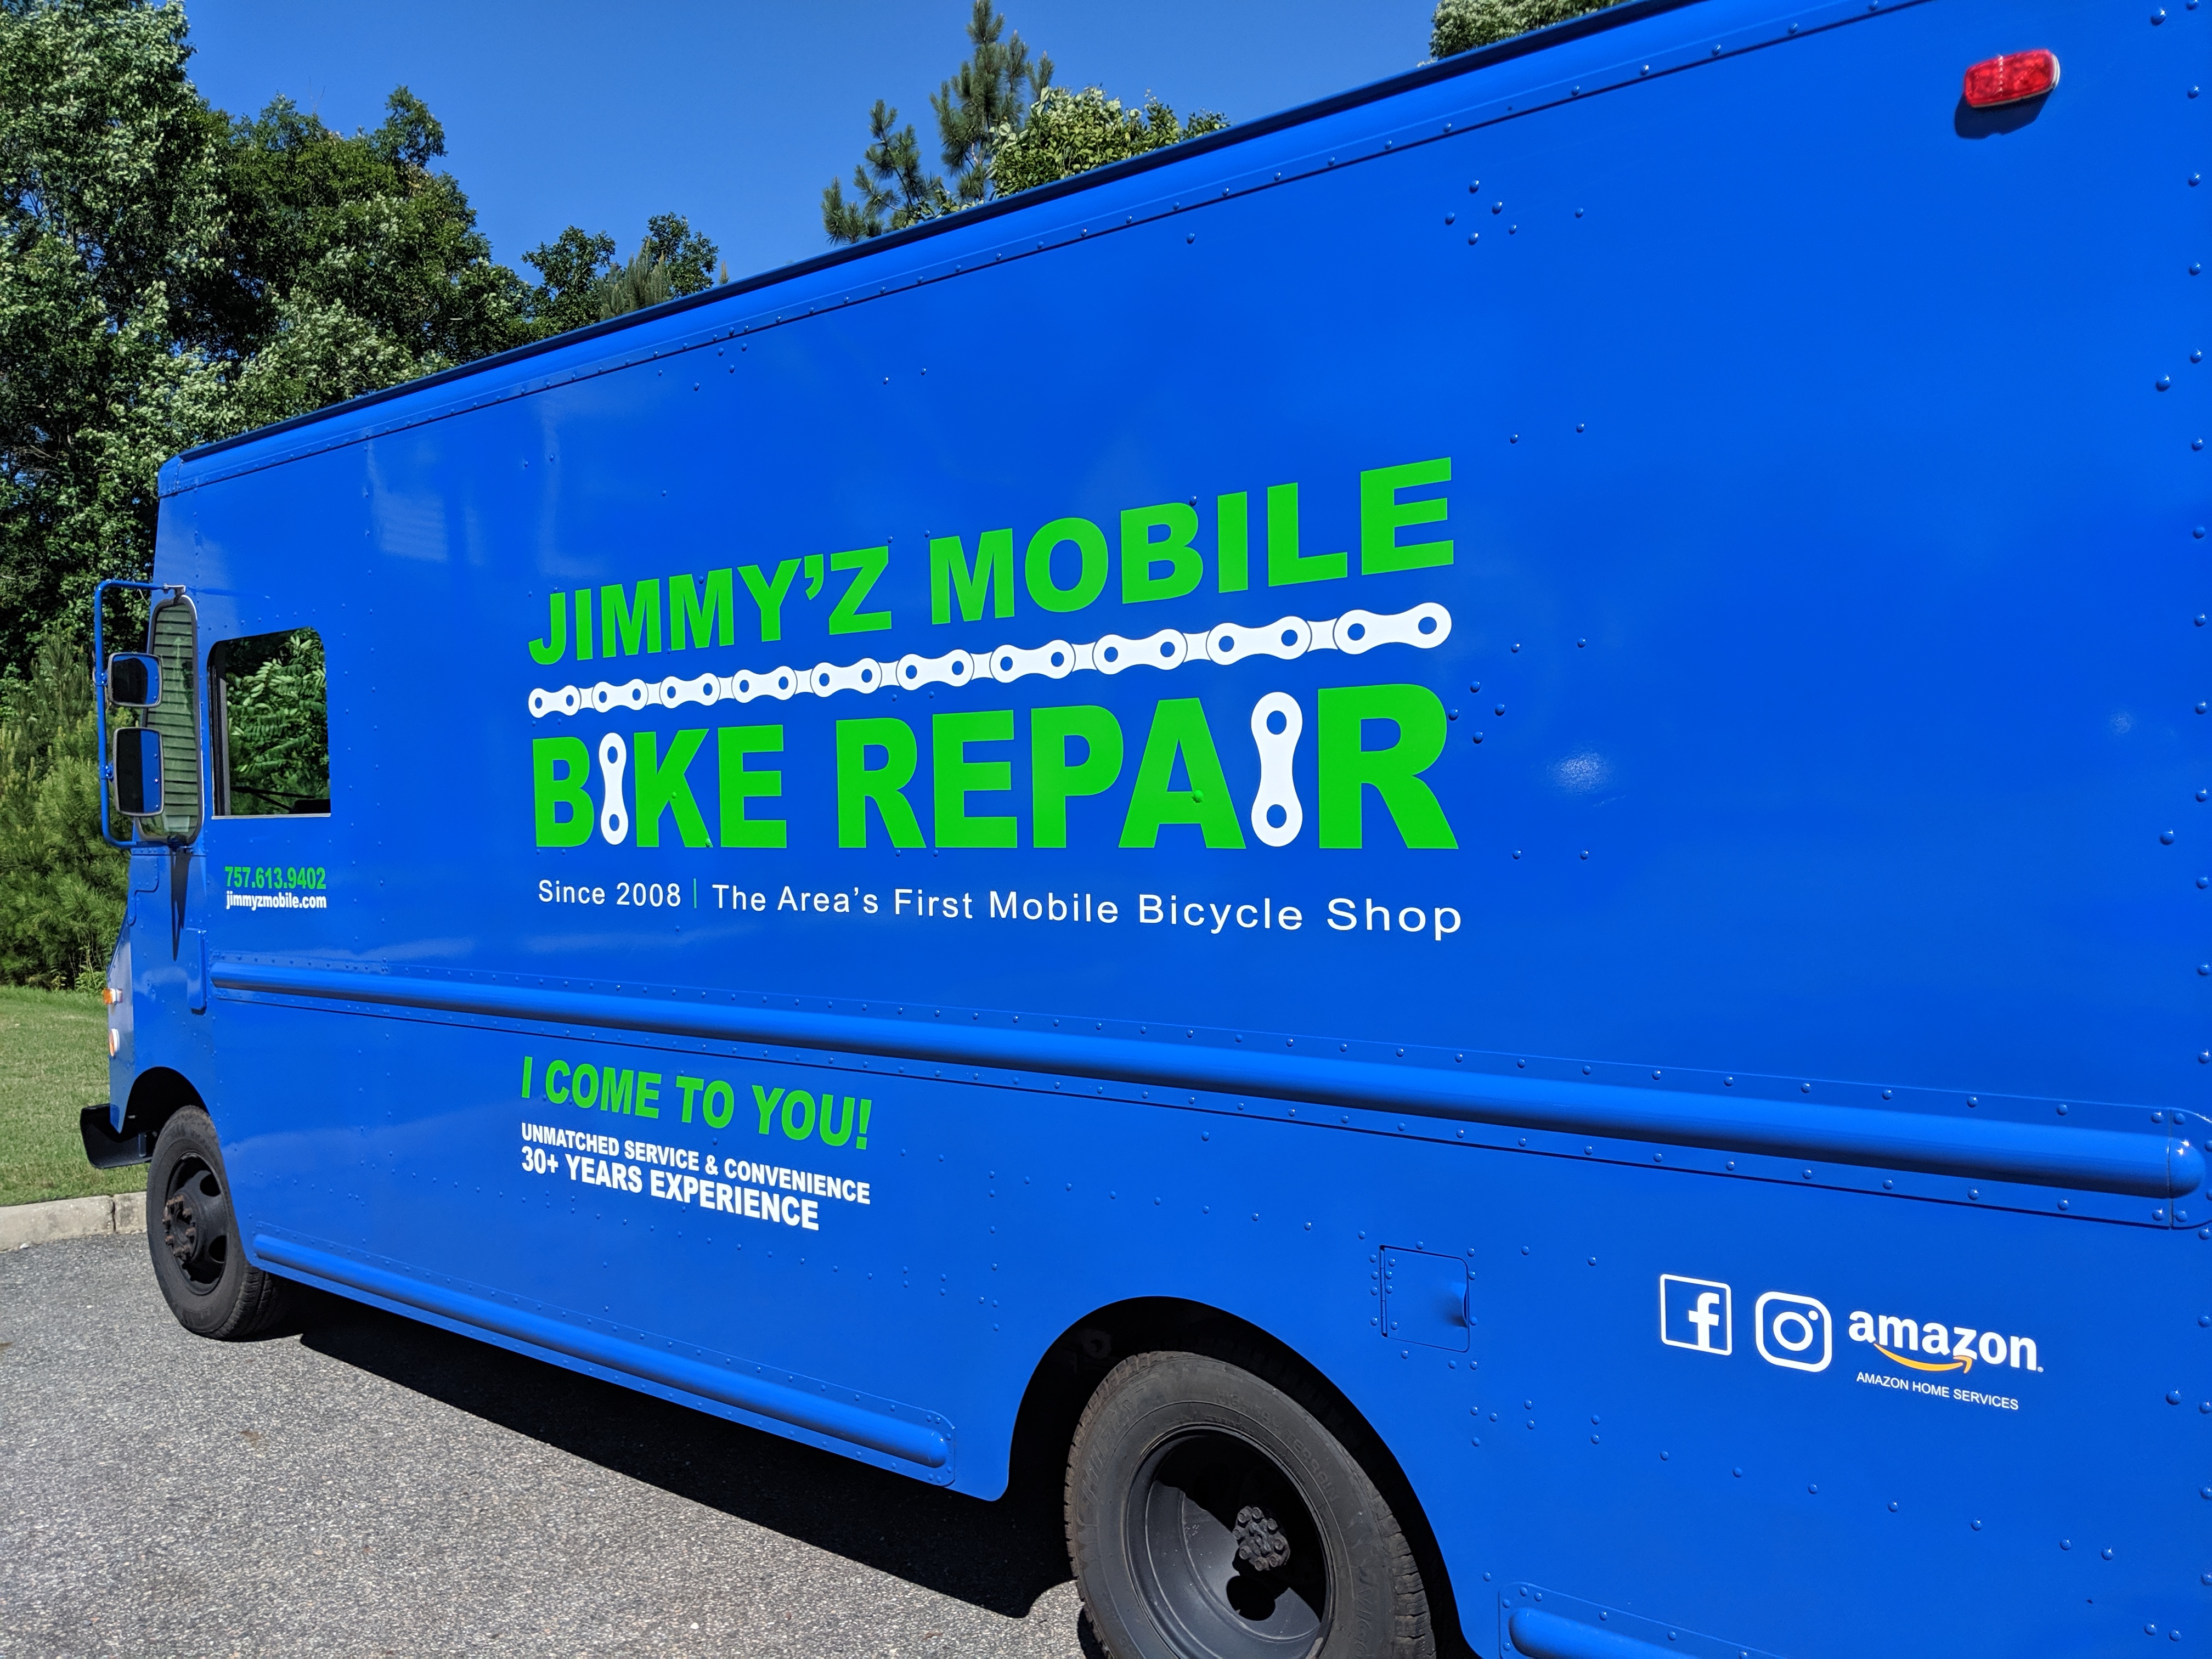 JIMMY'Z MOBILE
BIKE REPAIR
Since 2008 | The Area's First Mobile Bicycle Shop
757.613.9402
jimmyzmobile.com
I COME TO YOU!
UNMATCHED SERVICE & CONVENIENCE
30+ YEARS EXPERIENCE
f
amazon
AMAZON HOME SERVICES